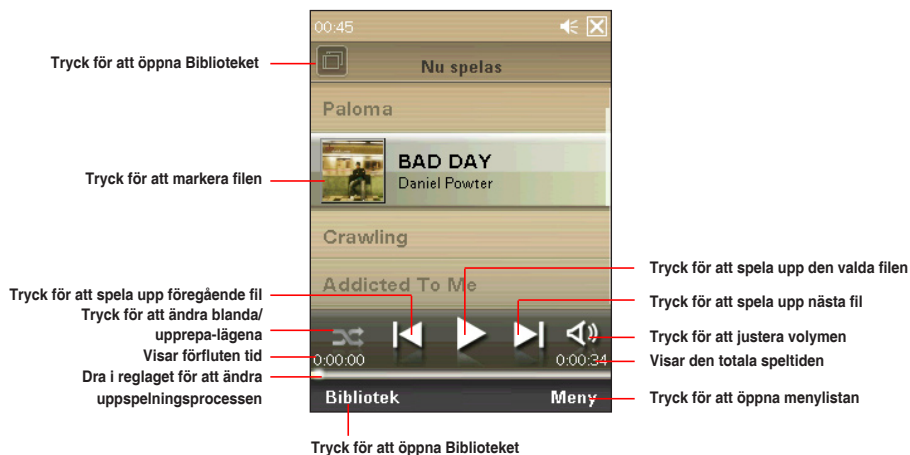 00:45
Tryck för att öppna Biblioteket
Nu spelas
Paloma
BAD DAY
Daniel Powter
Tryck för att markera filen
Crawling
Addicted To Me
Tryck för att spela upp den valda filen
Tryck för att spela upp föregående fil
Tryck för att spela upp nästa fil
Tryck för att ändra blanda/
upprepa-lägena
Tryck för att justera volymen
Visar förfluten tid
0:00:00
0:00:34
Visar den totala speltiden
Dra i reglaget för att ändra
uppspelningsprocessen
Bibliotek
Meny
Tryck för att öppna menylistan
Tryck för att öppna Biblioteket